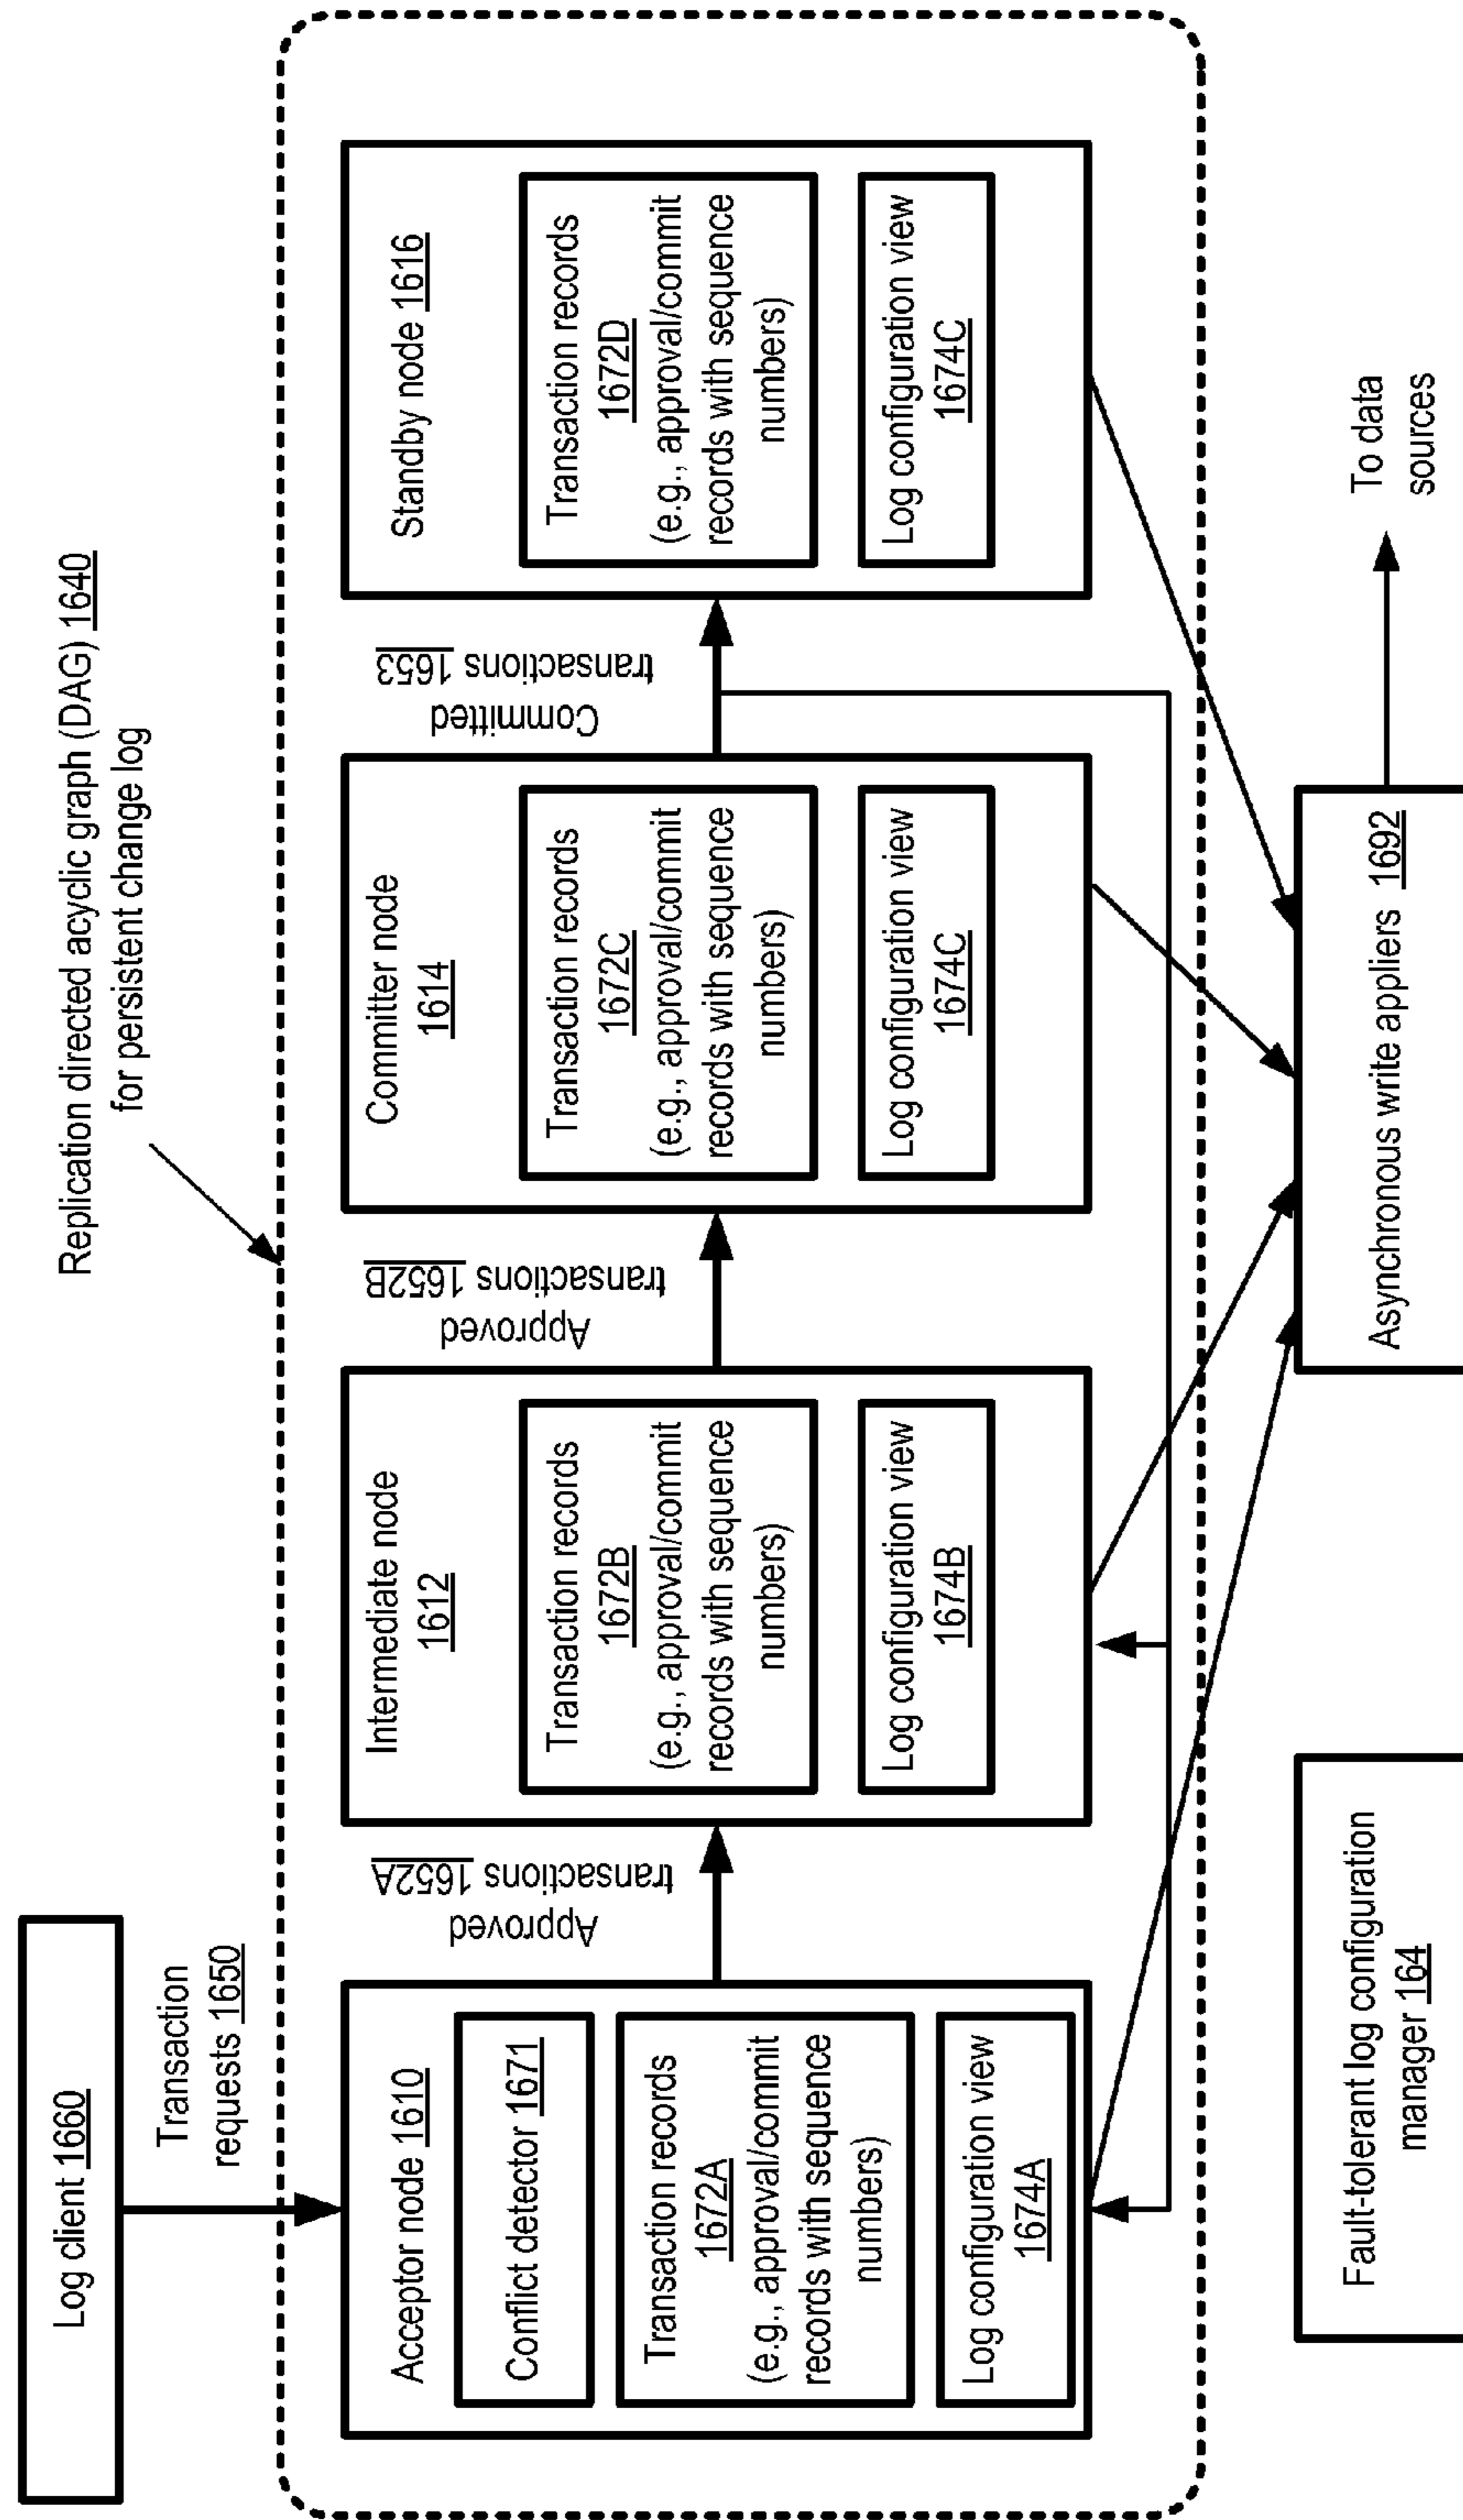 Replication directed acyclic graph (DAG) 1640
for persistent change log
Log client 1660
Transaction
requests 1650
Acceptor node 1610
Conflict detector 1671
Transaction records
1672A
(e.g., approval/commit
records with sequence
numbers)
Log configuration view
1674A
Approved
transactions 1652A
Intermediate node
1612
Transaction records
1672B
(e.g., approval/commit
records with sequence
numbers)
Log configuration view
1674B
Approved
transactions 1652B
Committer node
1614
Transaction records
1672C
(e.g., approval/commit
records with sequence
numbers)
Log configuration view
1674C
Committed
transactions 1653
Standby node 1616
Transaction records
1672D
(e.g., approval/commit
records with sequence
numbers)
Log configuration view
1674C
Fault-tolerant log configuration
manager 164
Asynchronous write appliers 1692
To data
sources